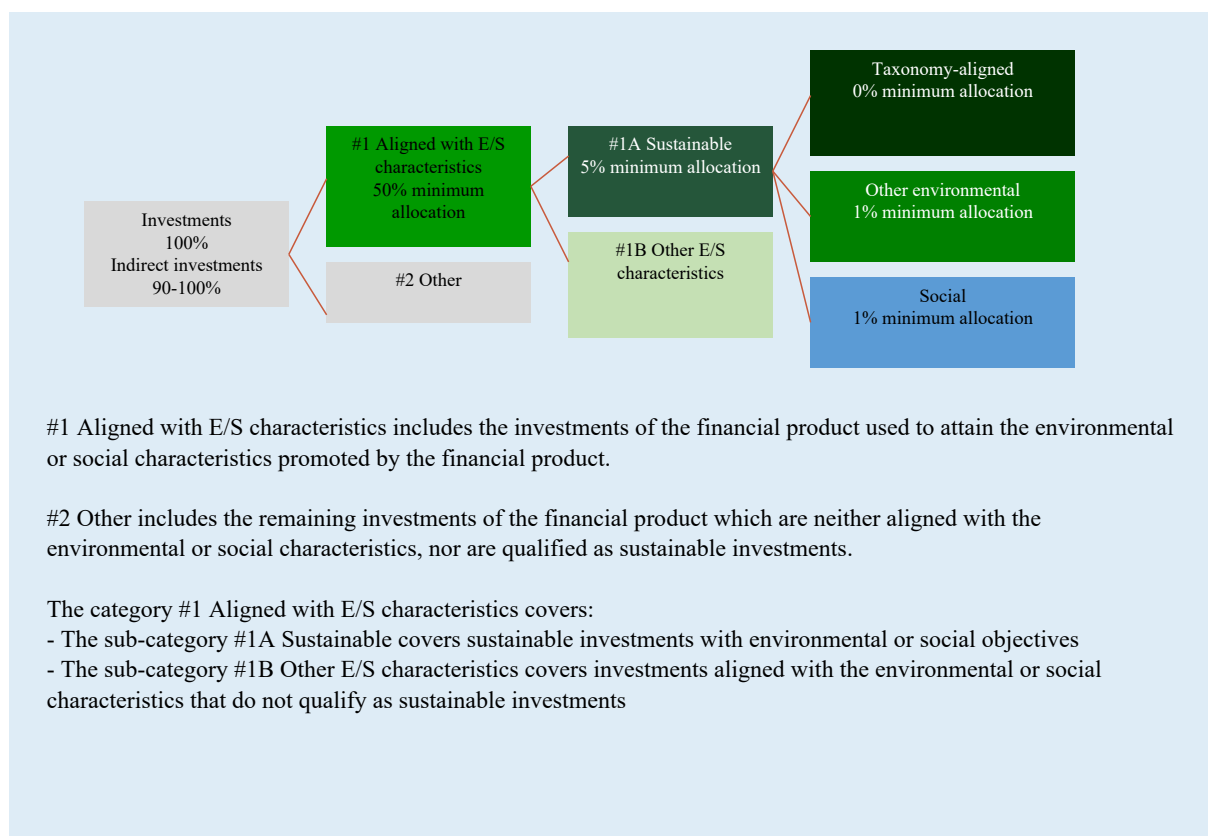 Investments
100%
Indirect investments
90-100%
#1 Aligned with E/S
characteristics
50% minimum
allocation
#2 Other
#1A Sustainable
5% minimum allocation
#1B Other E/S
characteristics
Taxonomy-aligned
0% minimum allocation
Other environmental
1% minimum allocation
Social
1% minimum allocation
#1 Aligned with E/S characteristics includes the investments of the financial product used to attain the environmental
or social characteristics promoted by the financial product.
#2 Other includes the remaining investments of the financial product which are neither aligned with the
environmental or social characteristics, nor are qualified as sustainable investments.
The category #1 Aligned with E/S characteristics covers:
- The sub-category #1A Sustainable covers sustainable investments with environmental or social objectives
- The sub-category #1B Other E/S characteristics covers investments aligned with the environmental or social
characteristics that do not qualify as sustainable investments